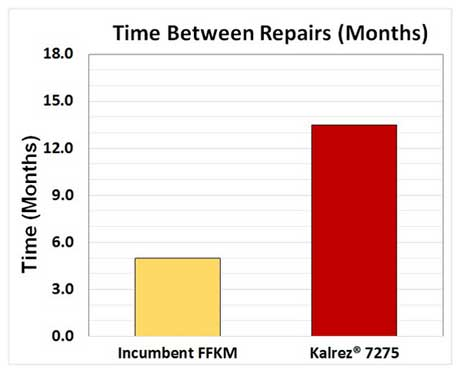 Time Between Repairs (Months)
18.0
15.0
12.0
9.0
6.0
3.0
0.0
Time (Months)
Incumbent FFKM
Kalrez® 7275